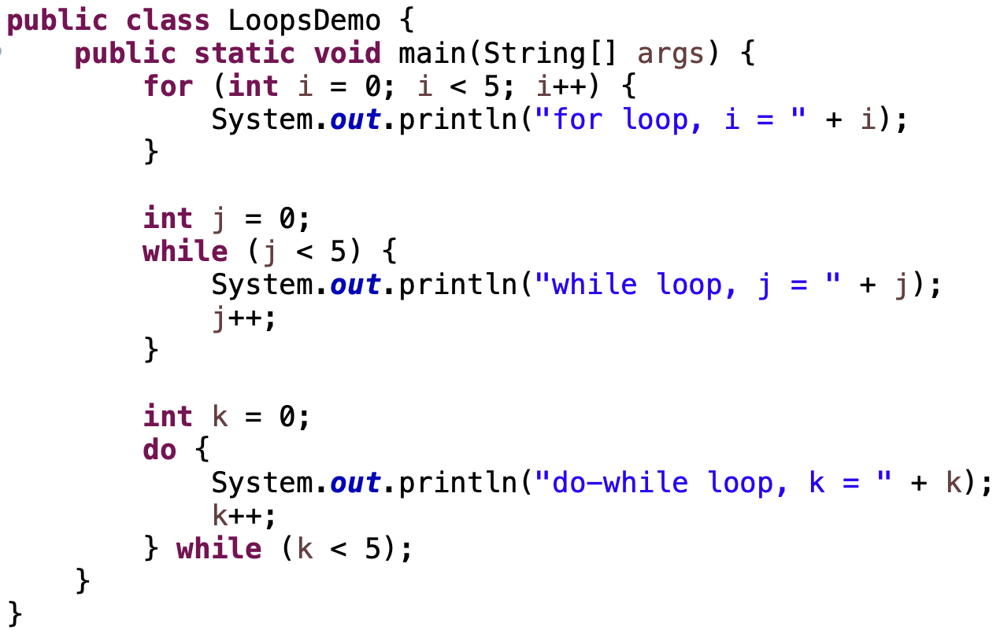 public class LoopsDemo {
    public static void main(String[] args) {
        for (int i = 0; i < 5; i++) {
            System.out.println("for loop, i = " + i);
        }

        int j = 0;
        while (j < 5) {
            System.out.println("while loop, j = " + j);
            j++;
        }

        int k = 0;
        do {
            System.out.println("do-while loop, k = " + k);
            k++;
        } while (k < 5);
    }
}